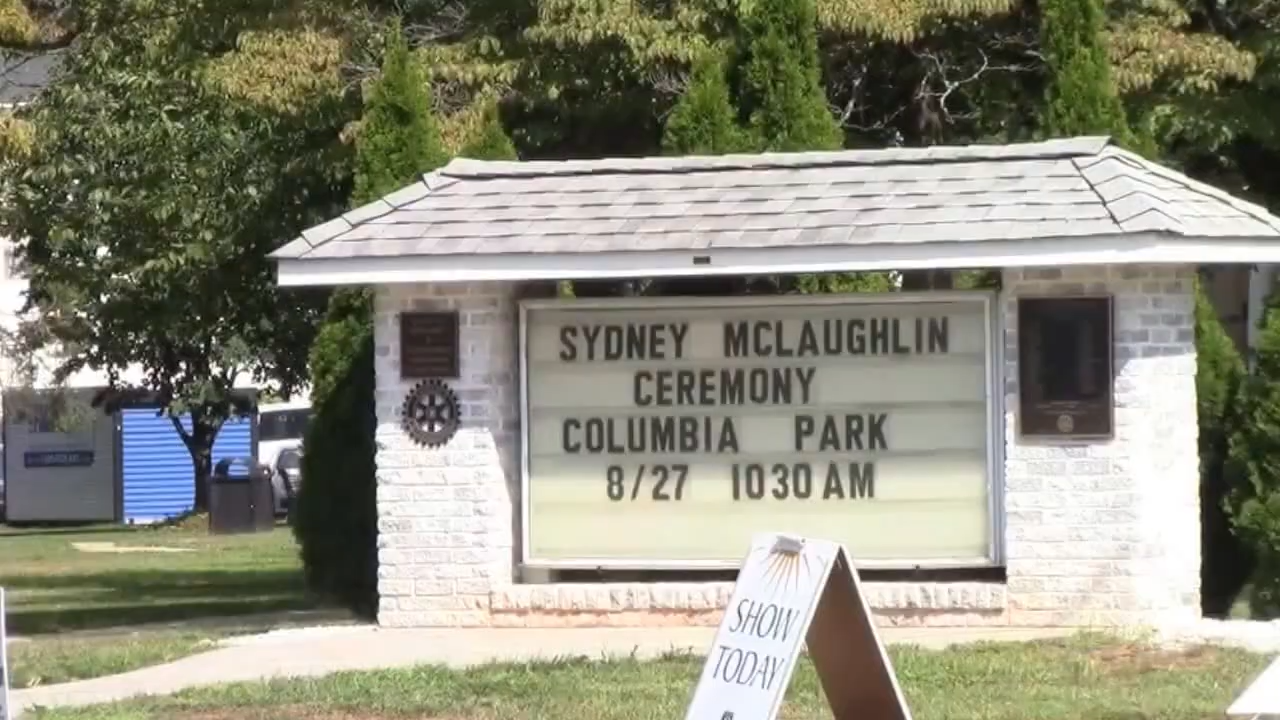 SYDNEY MCLAUGHLIN
CEREMONY
COLUMBIA PARK
8/27 1030 AM
SHOW
TODAY